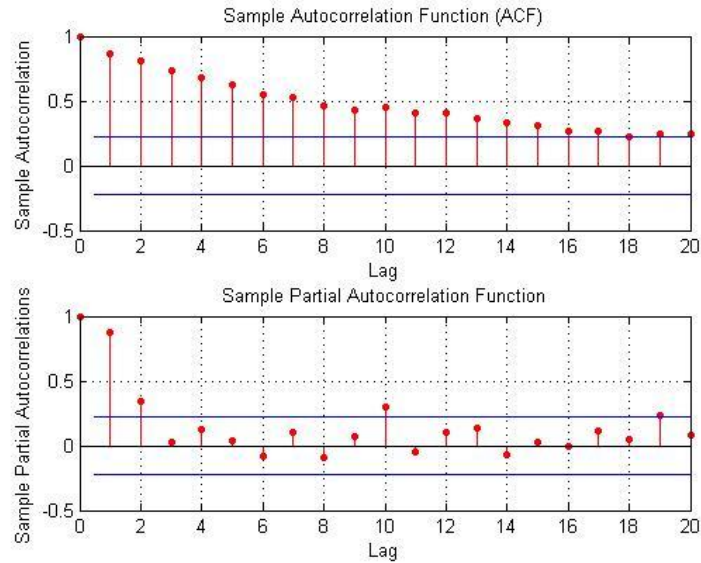 Sample Autocorrelation Function (ACF)
Sample Autocorrelation
1
0.5
0
-0.5
0 2 4 6 8 10 12 14 16 18 20
Lag
Sample Partial Autocorrelation Function
Sample Partial Autocorrelations
1
0.5
0
-0.5
0 2 4 6 8 10 12 14 16 18 20
Lag